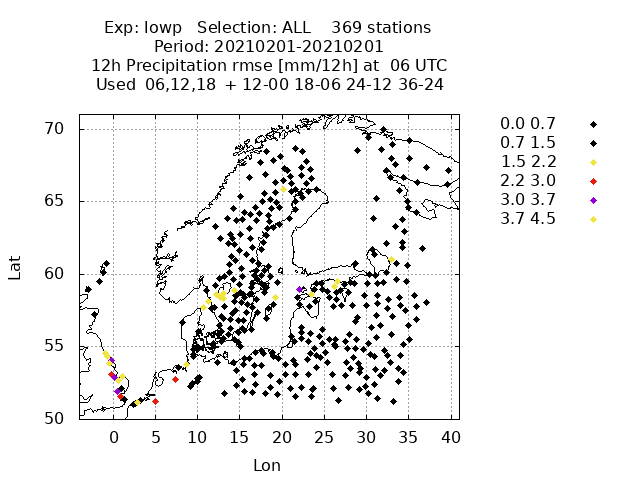 Exp: lowp   Selection: ALL    369 stations
Period: 20210201-20210201
12h Precipitation rmse [mm/12h] at  06 UTC
Used  06,12,18  + 12-00 18-06 24-12 36-24
70
65
60
55
50
Lat
0 5 10 15 20 25 30 35 40
Lon
0.0 0.7
0.7 1.5
1.5 2.2
2.2 3.0
3.0 3.7
3.7 4.5